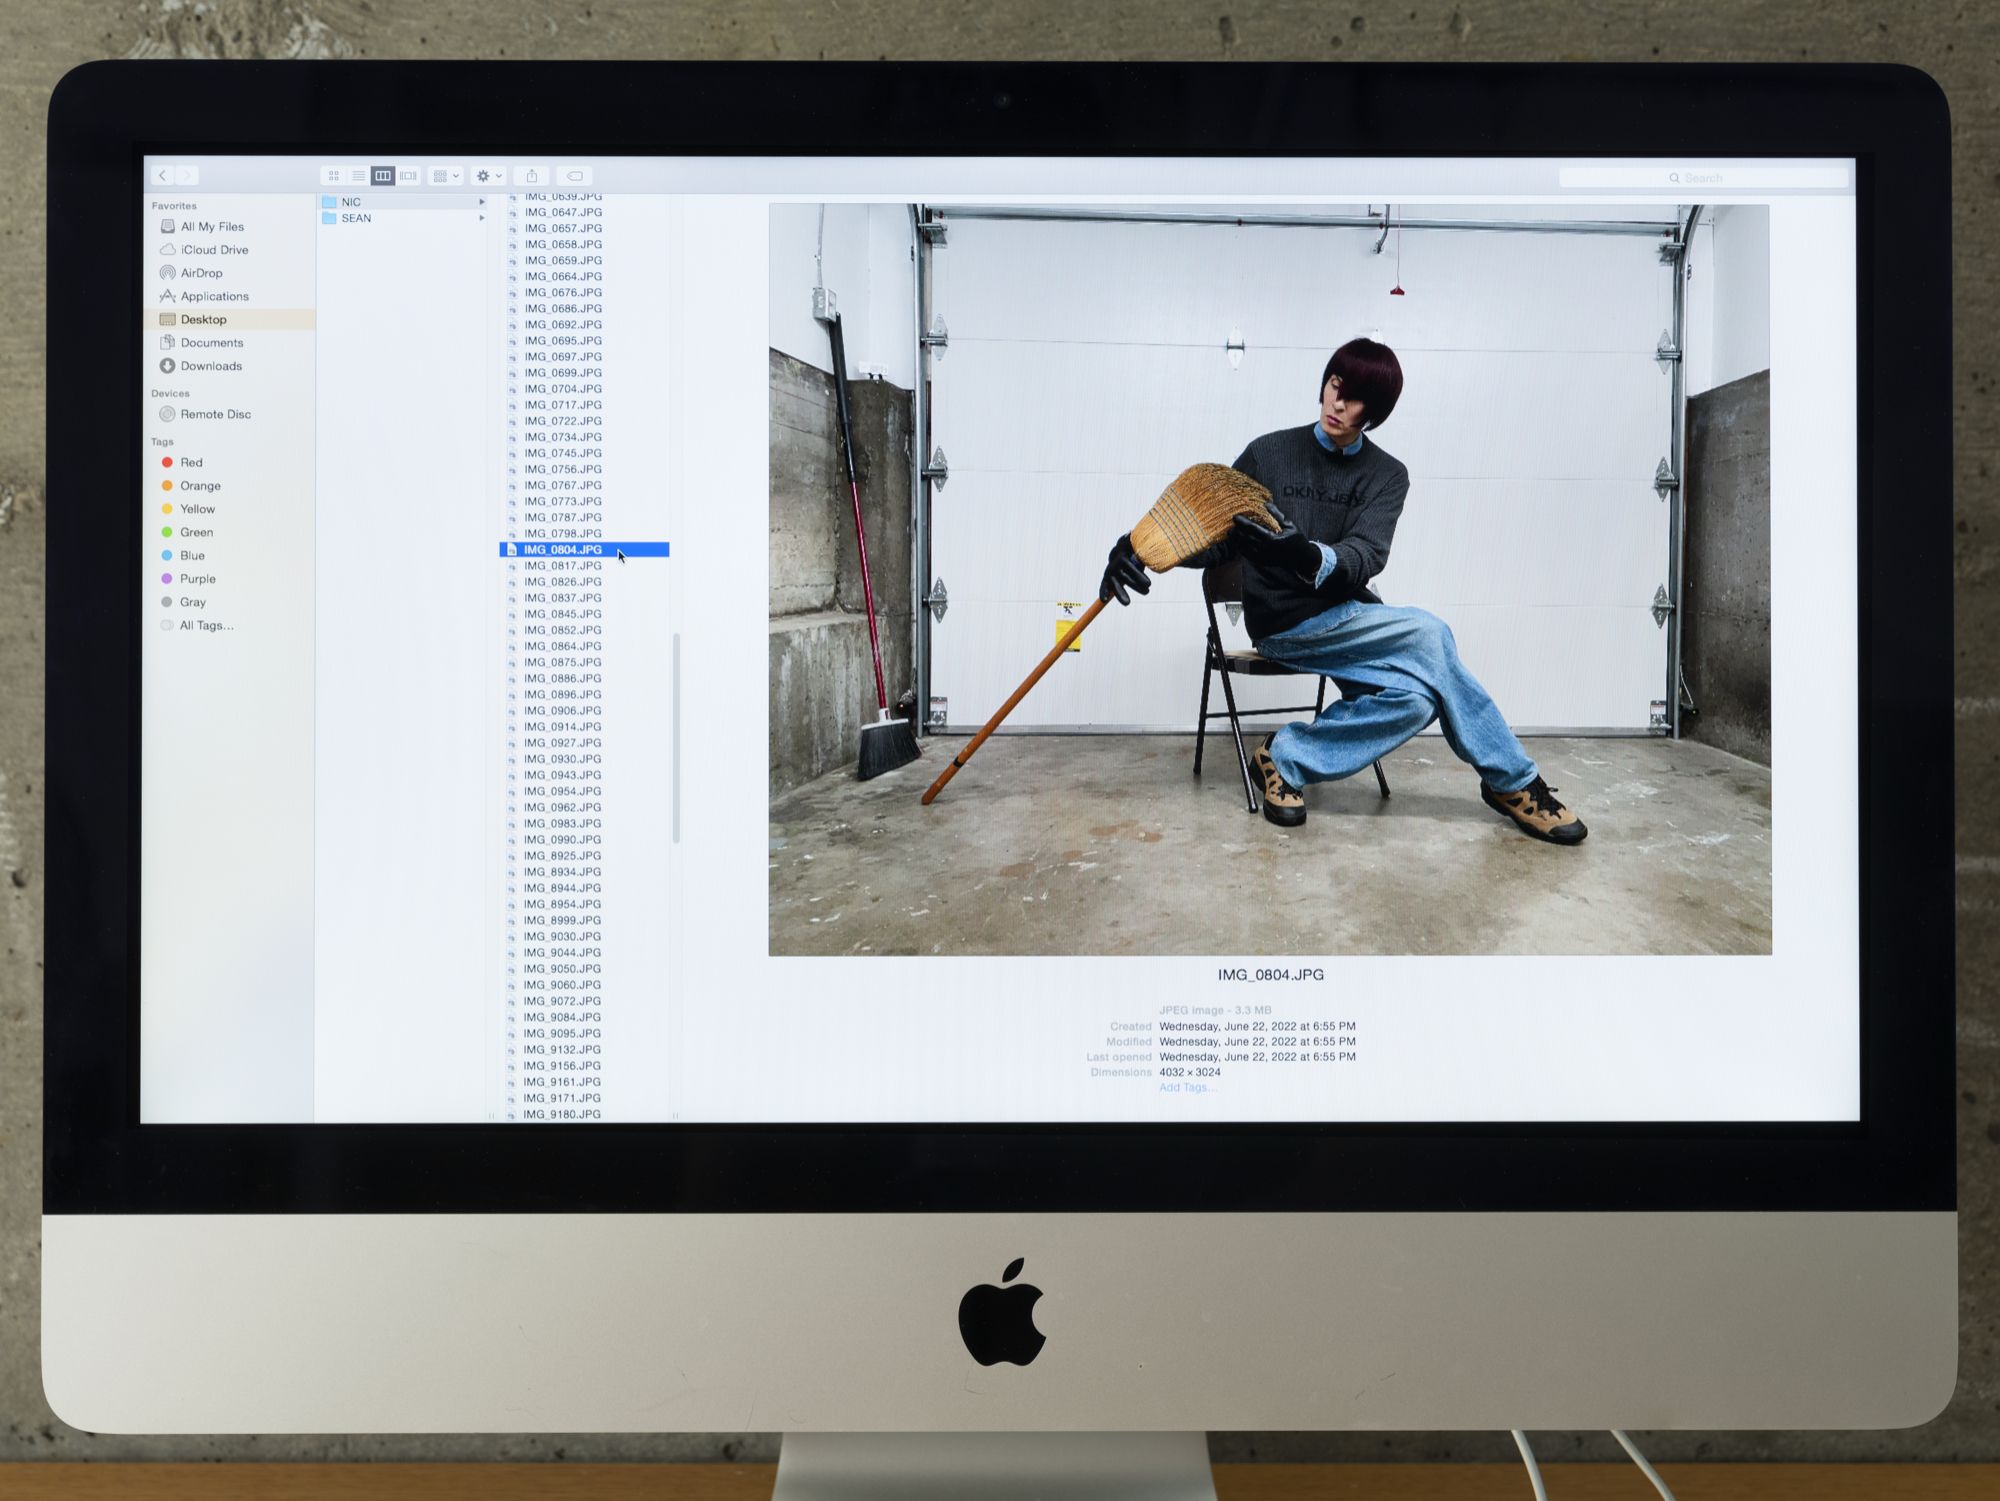 Search
Favorites
All My Files
iCloud Drive
AirDrop
Applications
Desktop
Documents
Downloads
Devices
Remote Disc
Tags
Red
Orange
Yellow
Green
Blue
Purple
Gray
All Tags...
NIC
SEAN
IMG_0639.JPG
IMG_0647.JPG
IMG_0657.JPG
IMG_0658.JPG
IMG_0659.JPG
IMG_0664.JPG
IMG_0676.JPG
IMG_0686.JPG
IMG_0692.JPG
IMG_0695.JPG
IMG_0697.JPG
IMG_0699.JPG
IMG_0704.JPG
IMG_0717.JPG
IMG_0722.JPG
IMG_0734.JPG
IMG_0745.JPG
IMG_0756.JPG
IMG_0767.JPG
IMG_0773.JPG
IMG_0787.JPG
IMG_0798.JPG
IMG_0804.JPG
IMG_0817.JPG
IMG_0826.JPG
IMG_0837.JPG
IMG_0845.JPG
IMG_0852.JPG
IMG_0864.JPG
IMG_0875.JPG
IMG_0886.JPG
IMG_0896.JPG
IMG_0906.JPG
IMG_0914.JPG
IMG_0927.JPG
IMG_0930.JPG
IMG_0943.JPG
IMG_0954.JPG
IMG_0962.JPG
IMG_0983.JPG
IMG_0990.JPG
IMG_8925.JPG
IMG_8934.JPG
IMG_8944.JPG
IMG_8954.JPG
IMG_8999.JPG
IMG_9030.JPG
IMG_9044.JPG
IMG_9050.JPG
IMG_9060.JPG
IMG_9072.JPG
IMG_9084.JPG
IMG_9095.JPG
IMG_9132.JPG
IMG_9156.JPG
IMG_9161.JPG
IMG_9171.JPG
IMG_9180.JPG
DKNY JEANS
IMG_0804.JPG
JPEG image - 3.3 MB
Created Wednesday, June 22, 2022 at 6:55 PM
Modified Wednesday, June 22, 2022 at 6:55 PM
Last opened Wednesday, June 22, 2022 at 6:55 PM
Dimensions 4032 × 3024
Add Tags...